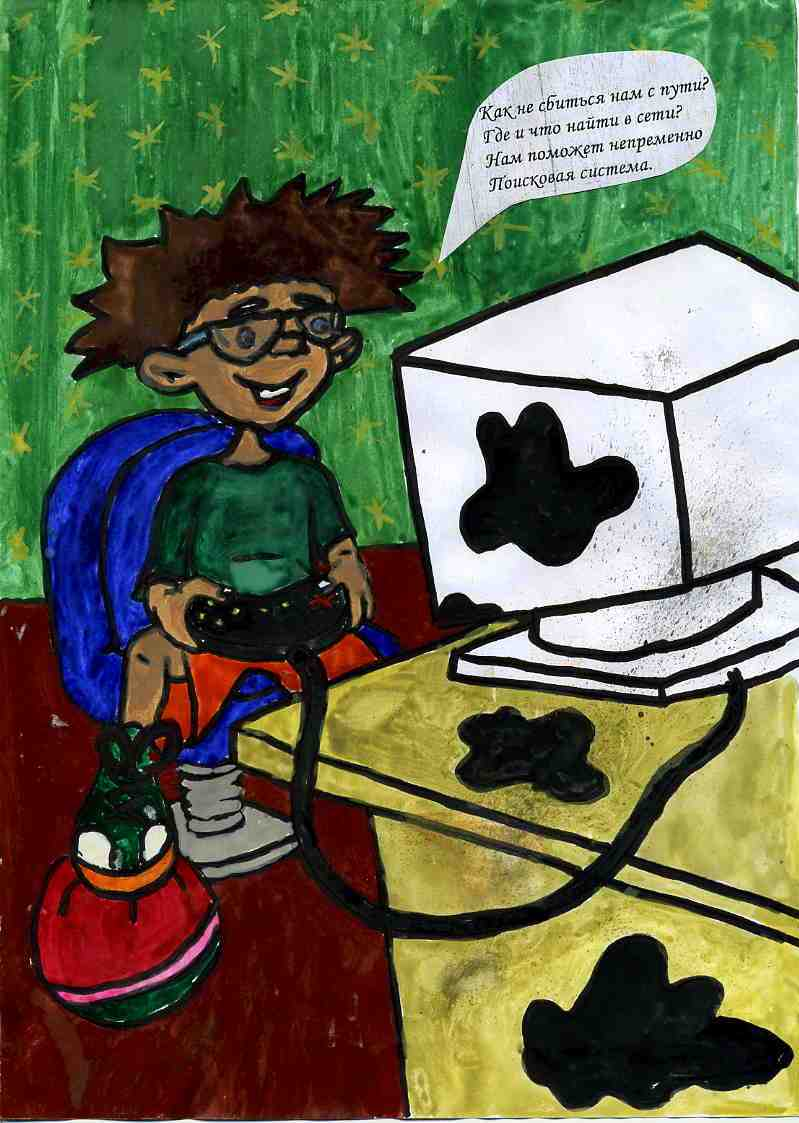 Как не сбиться нам с пути?
Где и что найти в сети?
Нам поможет непременно
Поисковая система.